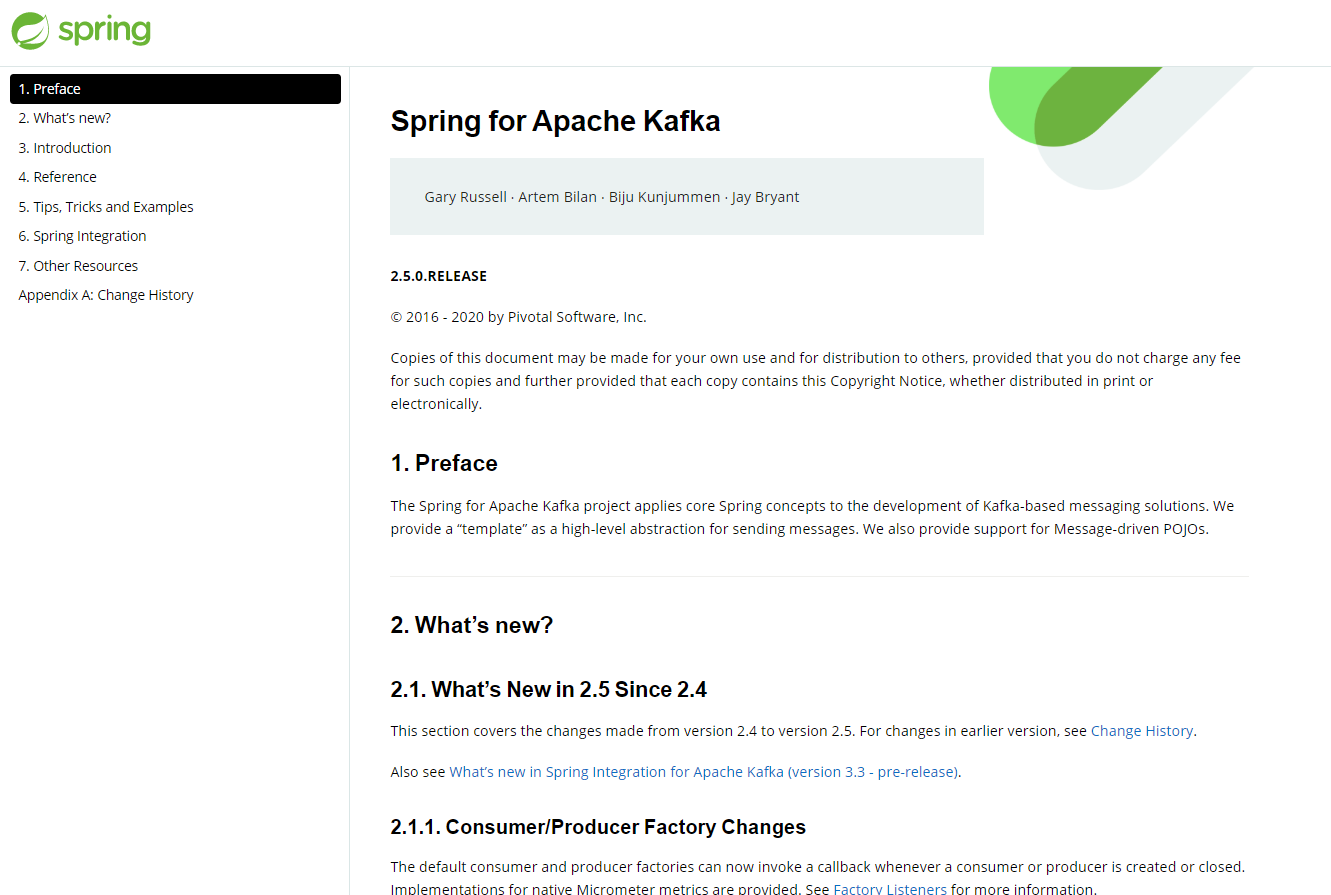 spring
1. Preface
2. What’s new?
3. Introduction
4. Reference
5. Tips, Tricks and Examples
6. Spring Integration
7. Other Resources
Appendix A: Change History
Spring for Apache Kafka
Gary Russell · Artem Bilan · Biju Kunjummen · Jay Bryant
2.5.0.RELEASE
© 2016 - 2020 by Pivotal Software, Inc.
Copies of this document may be made for your own use and for distribution to others, provided that you do not charge any fee
for such copies and further provided that each copy contains this Copyright Notice, whether distributed in print or
electronically.
1. Preface
The Spring for Apache Kafka project applies core Spring concepts to the development of Kafka-based messaging solutions. We
provide a “template” as a high-level abstraction for sending messages. We also provide support for Message-driven POJOs.
2. What’s new?
2.1. What’s New in 2.5 Since 2.4
This section covers the changes made from version 2.4 to version 2.5. For changes in earlier version, see Change History.
Also see What’s new in Spring Integration for Apache Kafka (version 3.3 - pre-release).
2.1.1. Consumer/Producer Factory Changes
The default consumer and producer factories can now invoke a callback whenever a consumer or producer is created or closed.
Implementations for native Micrometer metrics are provided. See Factory Listeners for more information.